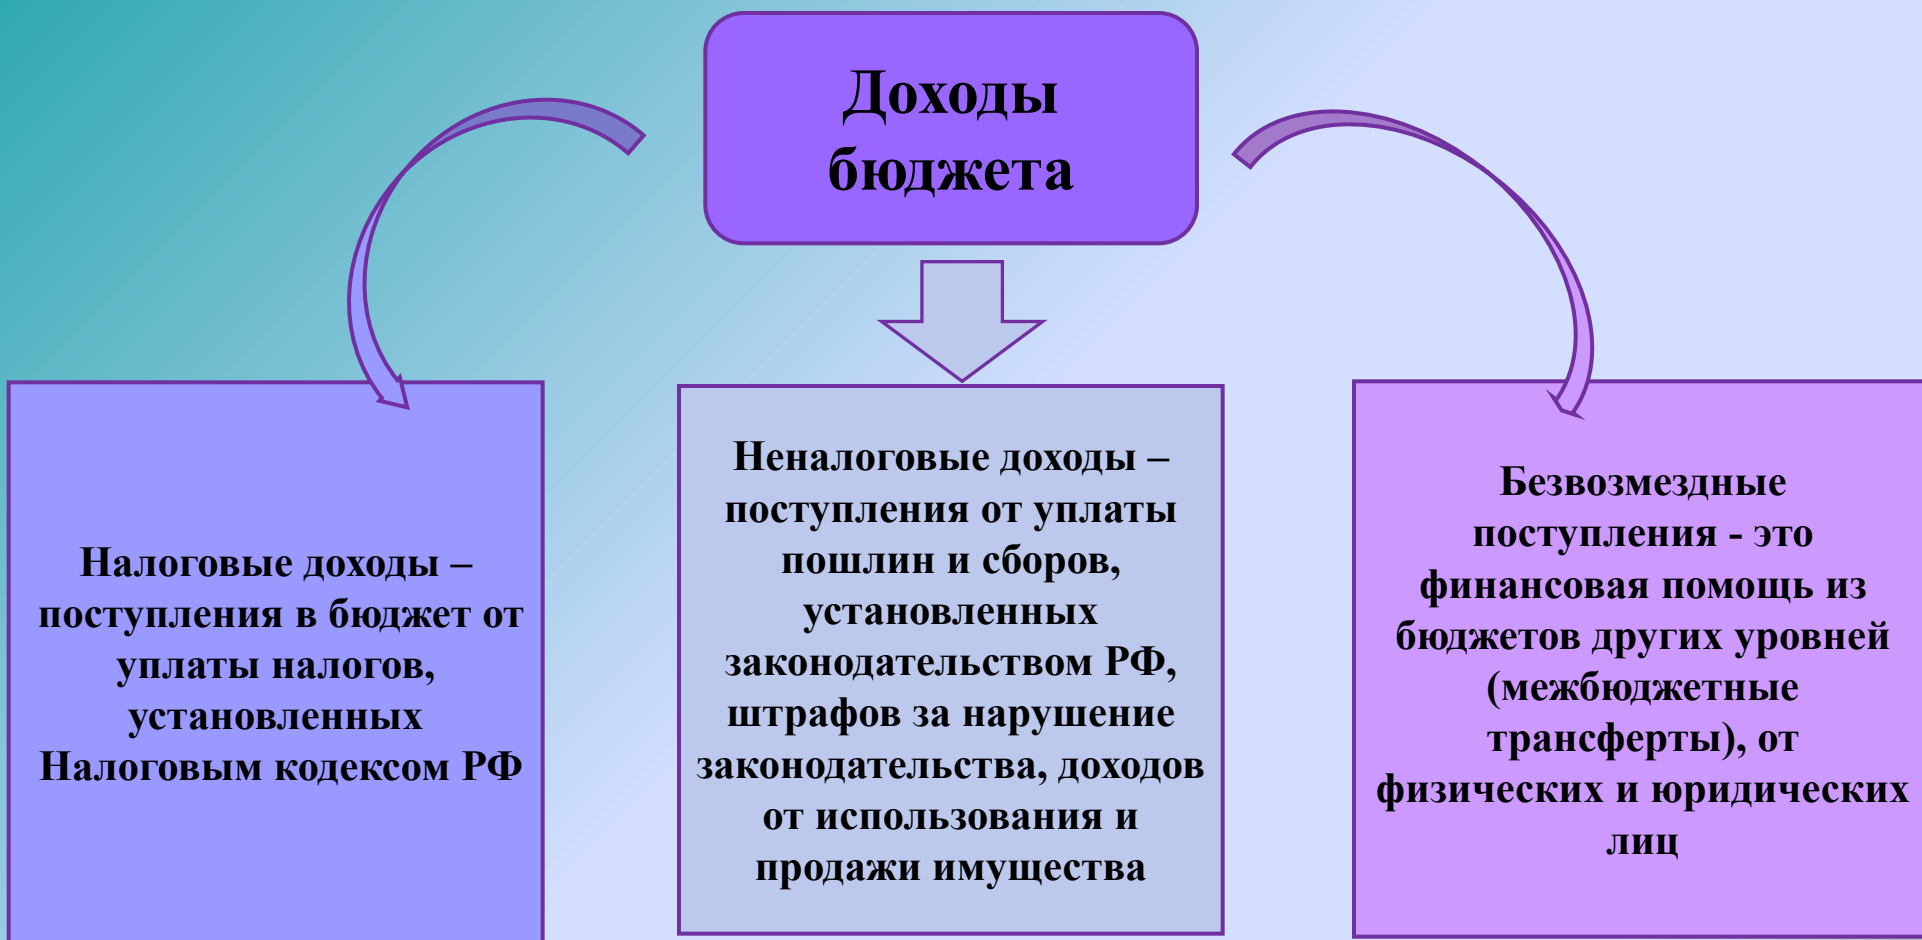 Доходы
бюджета
Налоговые доходы –
поступления в бюджет от
уплаты налогов,
установленных
Налоговым кодексом РФ
Неналоговые доходы –
поступления от уплаты
пошлин и сборов,
установленных
законодательством РФ,
штрафов за нарушение
законодательства, доходов
от использования и
продажи имущества
Безвозмездные
поступления - это
финансовая помощь из
бюджетов других уровней
(межбюджетные
трансферты), от
физических и юридических
лиц